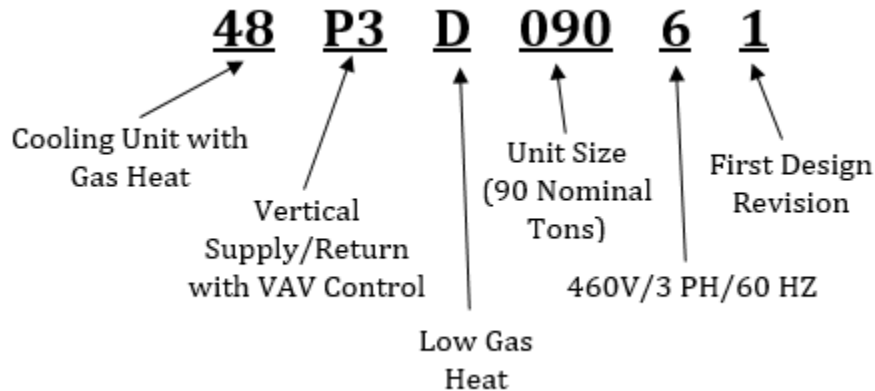 48 P3 D 090 6 1
Cooling Unit with
Gas Heat
Vertical
Supply/Return
with VAV Control
Low Gas
Heat
Unit Size
(90 Nominal
Tons)
460V/3 PH/60 HZ
First Design
Revision